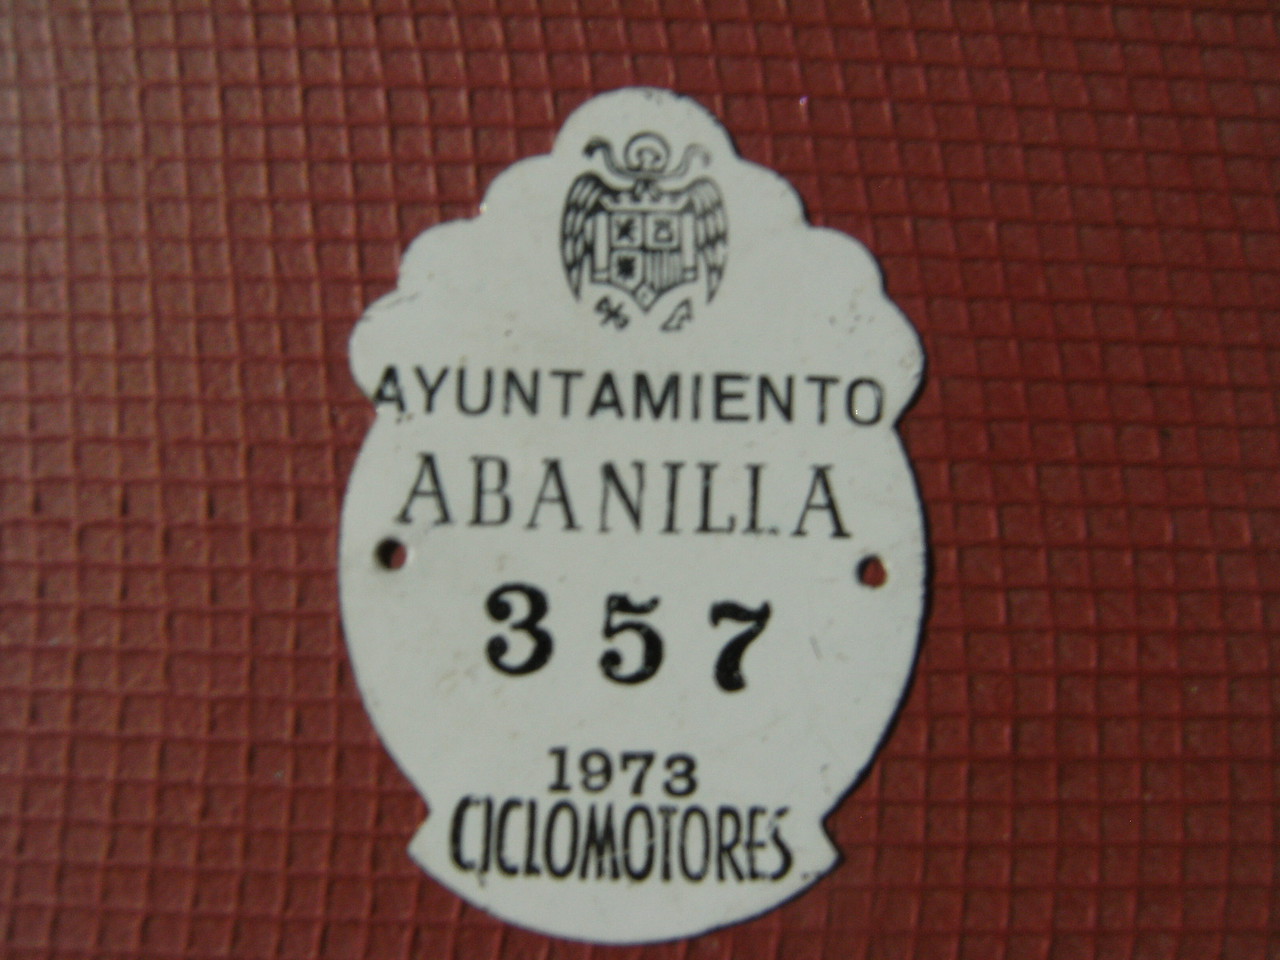 AYUNTAMIENTO
ABANILLA
357
1973
CICLOMOTORES